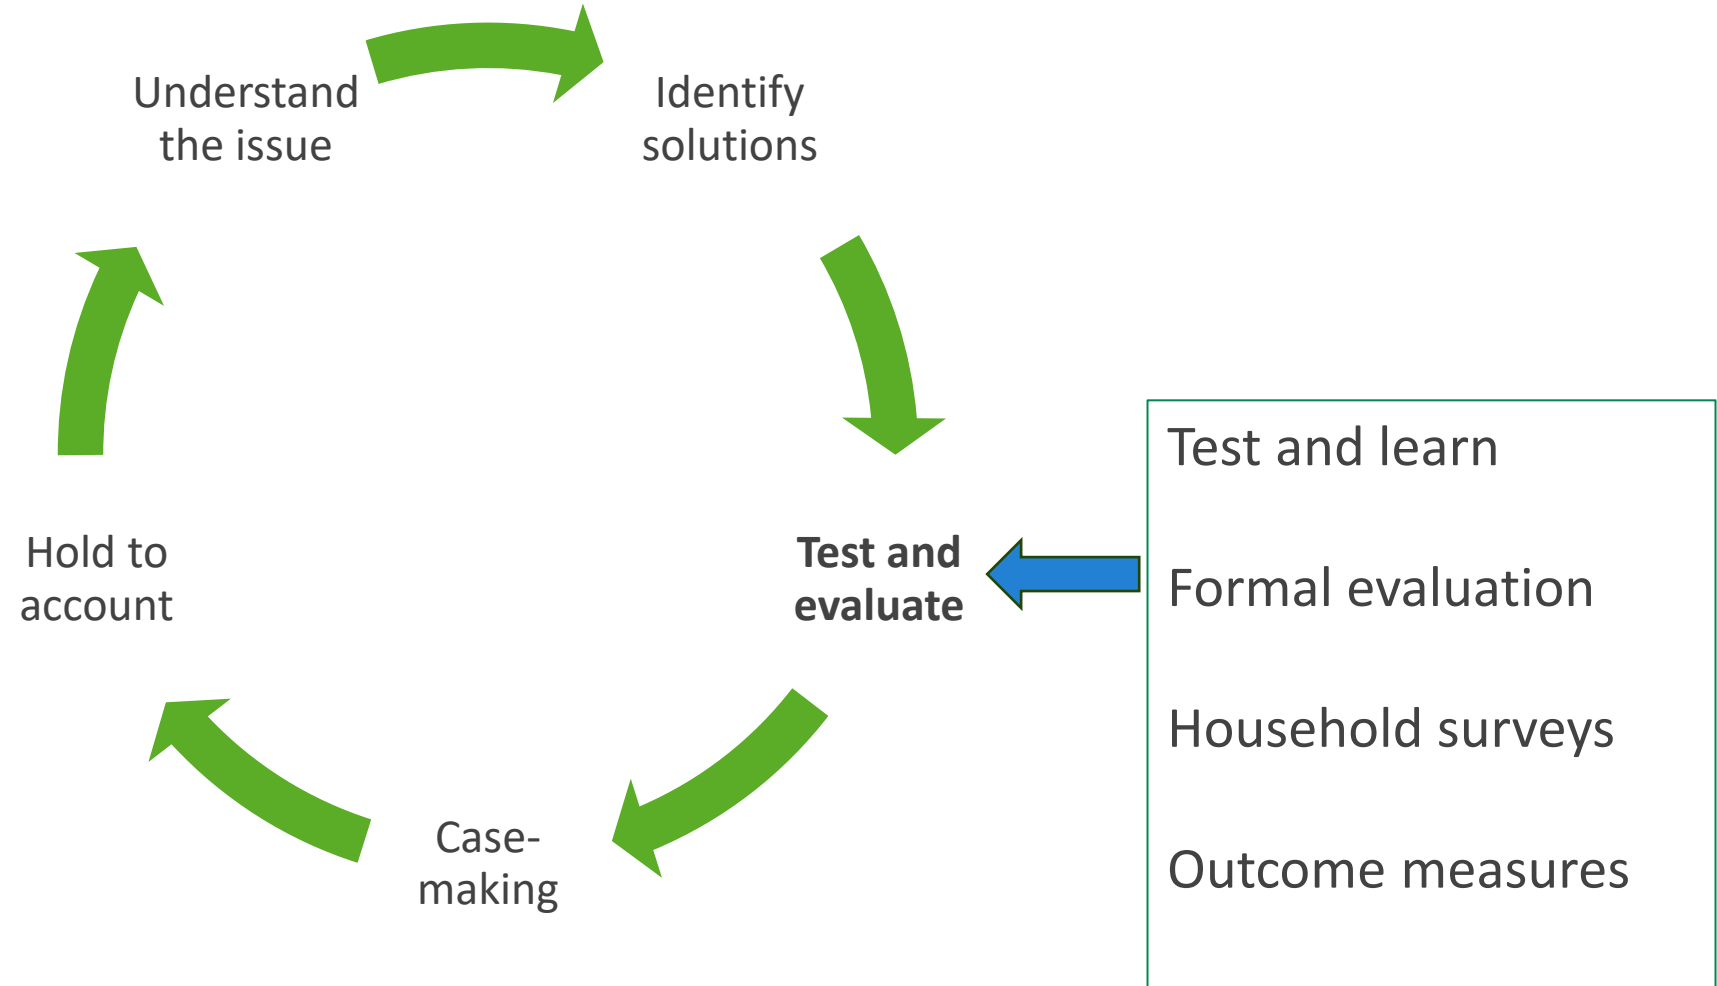 Understand
the issue
Identify
solutions
Test and
evaluate
Case-
making
Hold to
account
Test and learn
Formal evaluation
Household surveys
Outcome measures